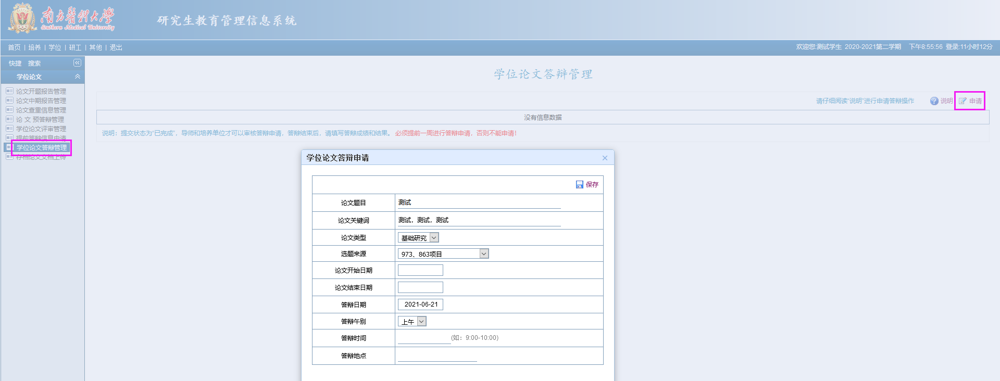 南方醫科大學
Southern Medical University
研究生教育管理信息系统
首页 | 培养 | 学位 | 研工 | 其他 | 退出
欢迎您:测试学生 2020-2021第二学期 下午8:55:56 登录:11小时12分
快捷 搜索
学位论文
论文开题报告管理
论文中期报告管理
论文查重信息管理
论 文 预答辩管理
学位论文评审管理
提前答辩信息申请
学位论文答辩管理
存档论文文档上传
学位论文答辩管理
请仔细阅读“说明”进行申请答辩操作 说明 申请
没有信息数据
说明：提交状态为“已完成”，导师和培养单位才可以审核答辩申请，答辩结束后，请填写答辩成绩和结果。 必须提前一周进行答辩申请，否则不能申请！
学位论文答辩申请
保存
论文题目 测试
论文关键词 测试，测试，测试
论文类型 基础研究
选题来源 973、863项目
论文开始日期
论文结束日期
答辩日期 2021-06-21
答辩午别 上午
答辩时间 (如：9:00-10:00)
答辩地点